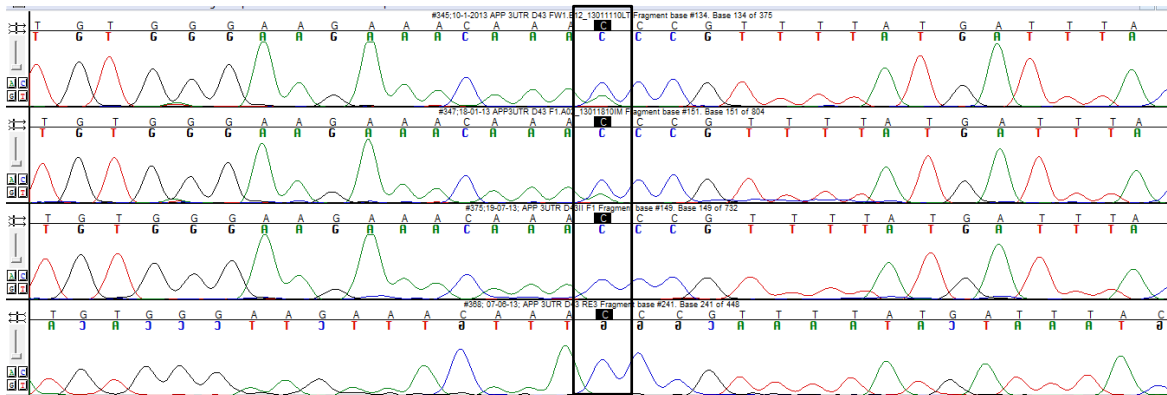 #345;10-1-2013 APP 3UTR D43 FW1.B12_13011110LT Fragment base #134. Base 134 of 375
T G T G G G A A G A A A C A A A C C C G T T T T A T G A T T T A
T G T G G G A A G A A A C A A A C C C G T T T T A T G A T T T A
A C
G T
#347;18-01-13 APP3UTR D43 F1.A02_13011810IM Fragment base #151. Base 151 of 804
T G T G G G A A G A A A C A A A C C C G T T T T A T G A T T T A
T G T G G G A A G A A A C A A A C C C G T T T T A T G A T T T A
A C
G T
#375;19-07-13; APP 3UTR D43II F1 Fragment base #149. Base 149 of 732
T G T G G G A A G A A A C A A A C C C G T T T T A T G A T T T A
T G T G G G A A G A A A C A A A C C C G T T T T A T G A T T T A
A C
G T
#368; 07-06-13; APP 3UTR D43 RE3 Fragment base #241. Base 241 of 448
T G T G G G A A G A A A C A A A C C C G T T T T A T G A T T T A C
A C A C C C T T C T T T G T T T G G G C A A A A T A C T A A A T G
A C
G T